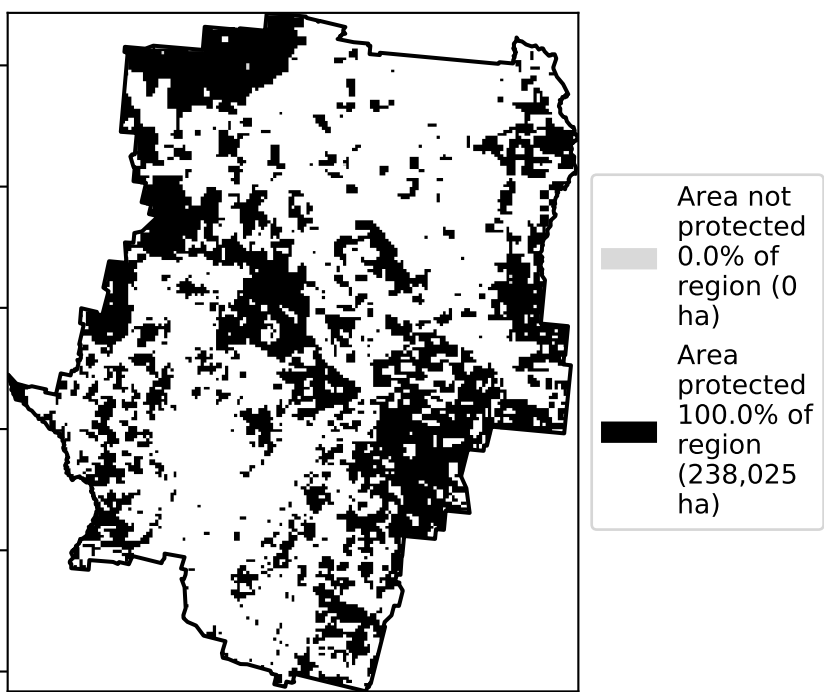 Area not
protected
0.0% of
region (0
ha)
Area
protected
100.0% of
region
(238,025
ha)